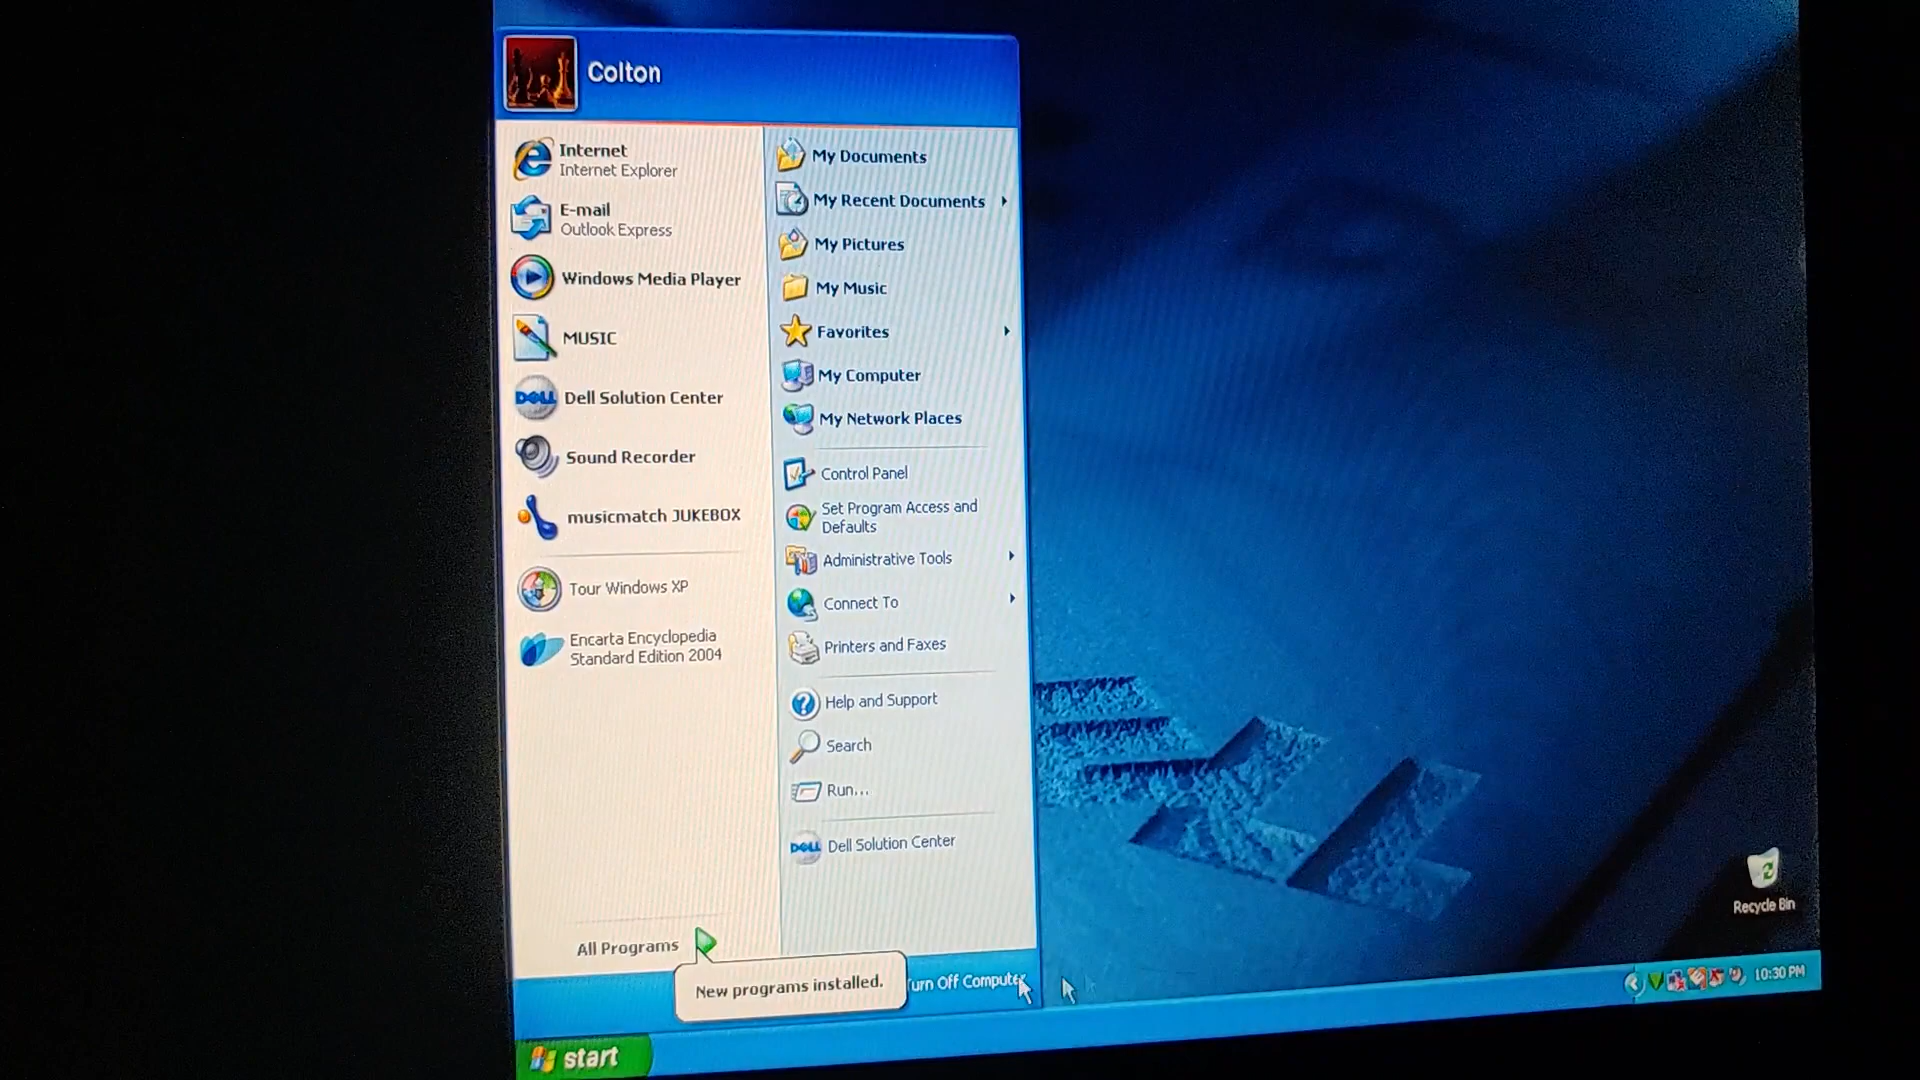 Colton
Internet
Internet Explorer
E-mail
Outlook Express
Windows Media Player
MUSIC
DELL
Dell Solution Center
Sound Recorder
musicmatch JUKEBOX
Tour Windows XP
Encarta Encyclopedia
Standard Edition 2004
All Programs
New programs installed.
My Documents
My Recent Documents
My Pictures
My Music
Favorites
My Computer
My Network Places
Control Panel
Set Program Access and
Defaults
Administrative Tools
Connect To
Printers and Faxes
Help and Support
Search
Run...
DELL
Dell Solution Center
urn Off Computer
start
Recycle Bin
10:30 PM